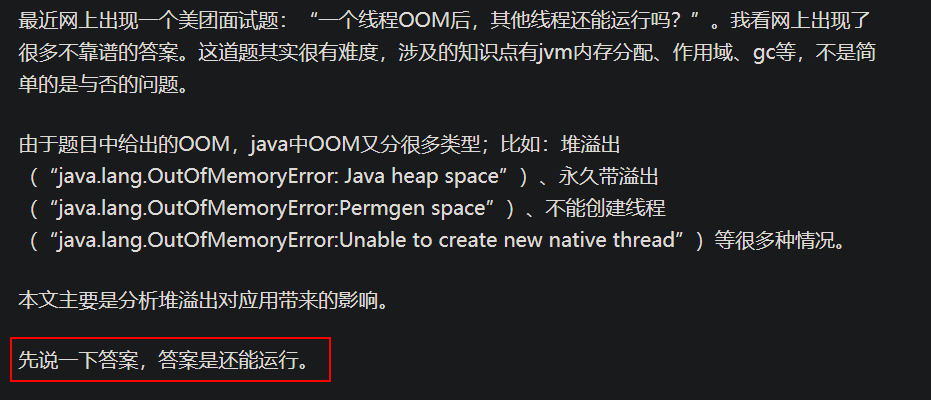 最近网上出现一个美团面试题：“一个线程OOM后，其他线程还能运行吗？”。我看网上出现了
很多不靠谱的答案。这道题其实很有难度，涉及的知识点有jvm内存分配、作用域、gc等，不是简
单的是与否的问题。
由于题目中给出的OOM，java中OOM又分很多类型；比如：堆溢出
（“java.lang.OutOfMemoryError: Java heap space”）、永久带溢出
（“java.lang.OutOfMemoryError:Permgen space”）、不能创建线程
（“java.lang.OutOfMemoryError:Unable to create new native thread”）等很多种情况。
本文主要是分析堆溢出对应用带来的影响。
先说一下答案，答案是还能运行。